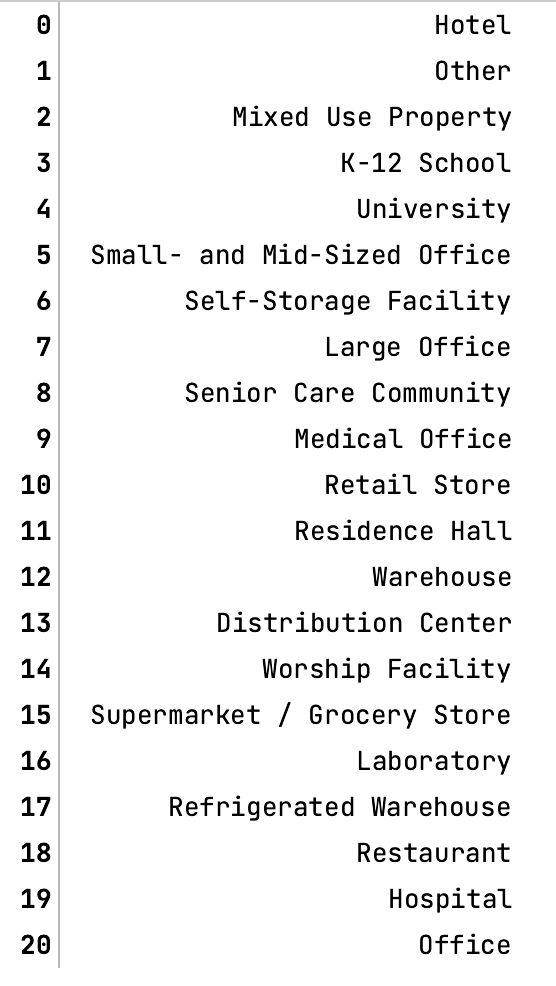 0 Hotel
1 Other
2 Mixed Use Property
3 K-12 School
4 University
5 Small- and Mid-Sized Office
6 Self-Storage Facility
7 Large Office
8 Senior Care Community
9 Medical Office
10 Retail Store
11 Residence Hall
12 Warehouse
13 Distribution Center
14 Worship Facility
15 Supermarket / Grocery Store
16 Laboratory
17 Refrigerated Warehouse
18 Restaurant
19 Hospital
20 Office